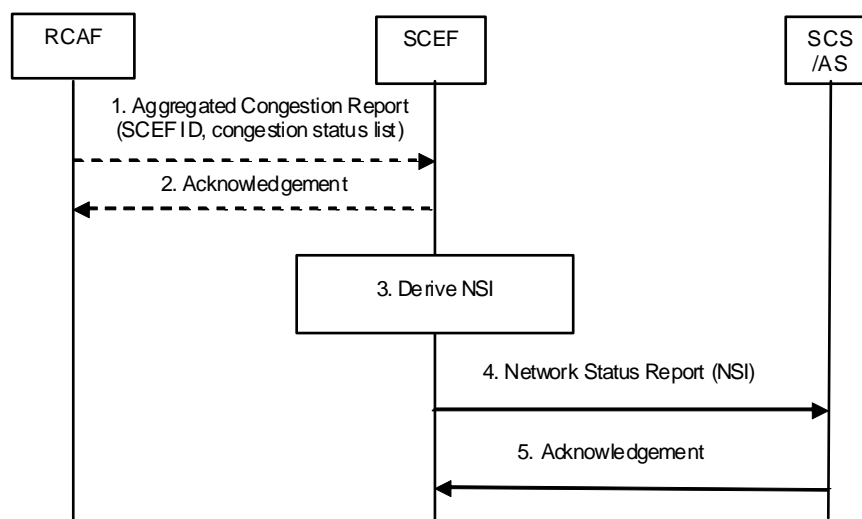 RCAF
SCEF
SCS
/AS
1. Aggregated Congestion Report
(SCEF ID, congestion status list)
2. Acknowledgement
3. Derive NSI
4. Network Status Report (NSI)
5. Acknowledgement